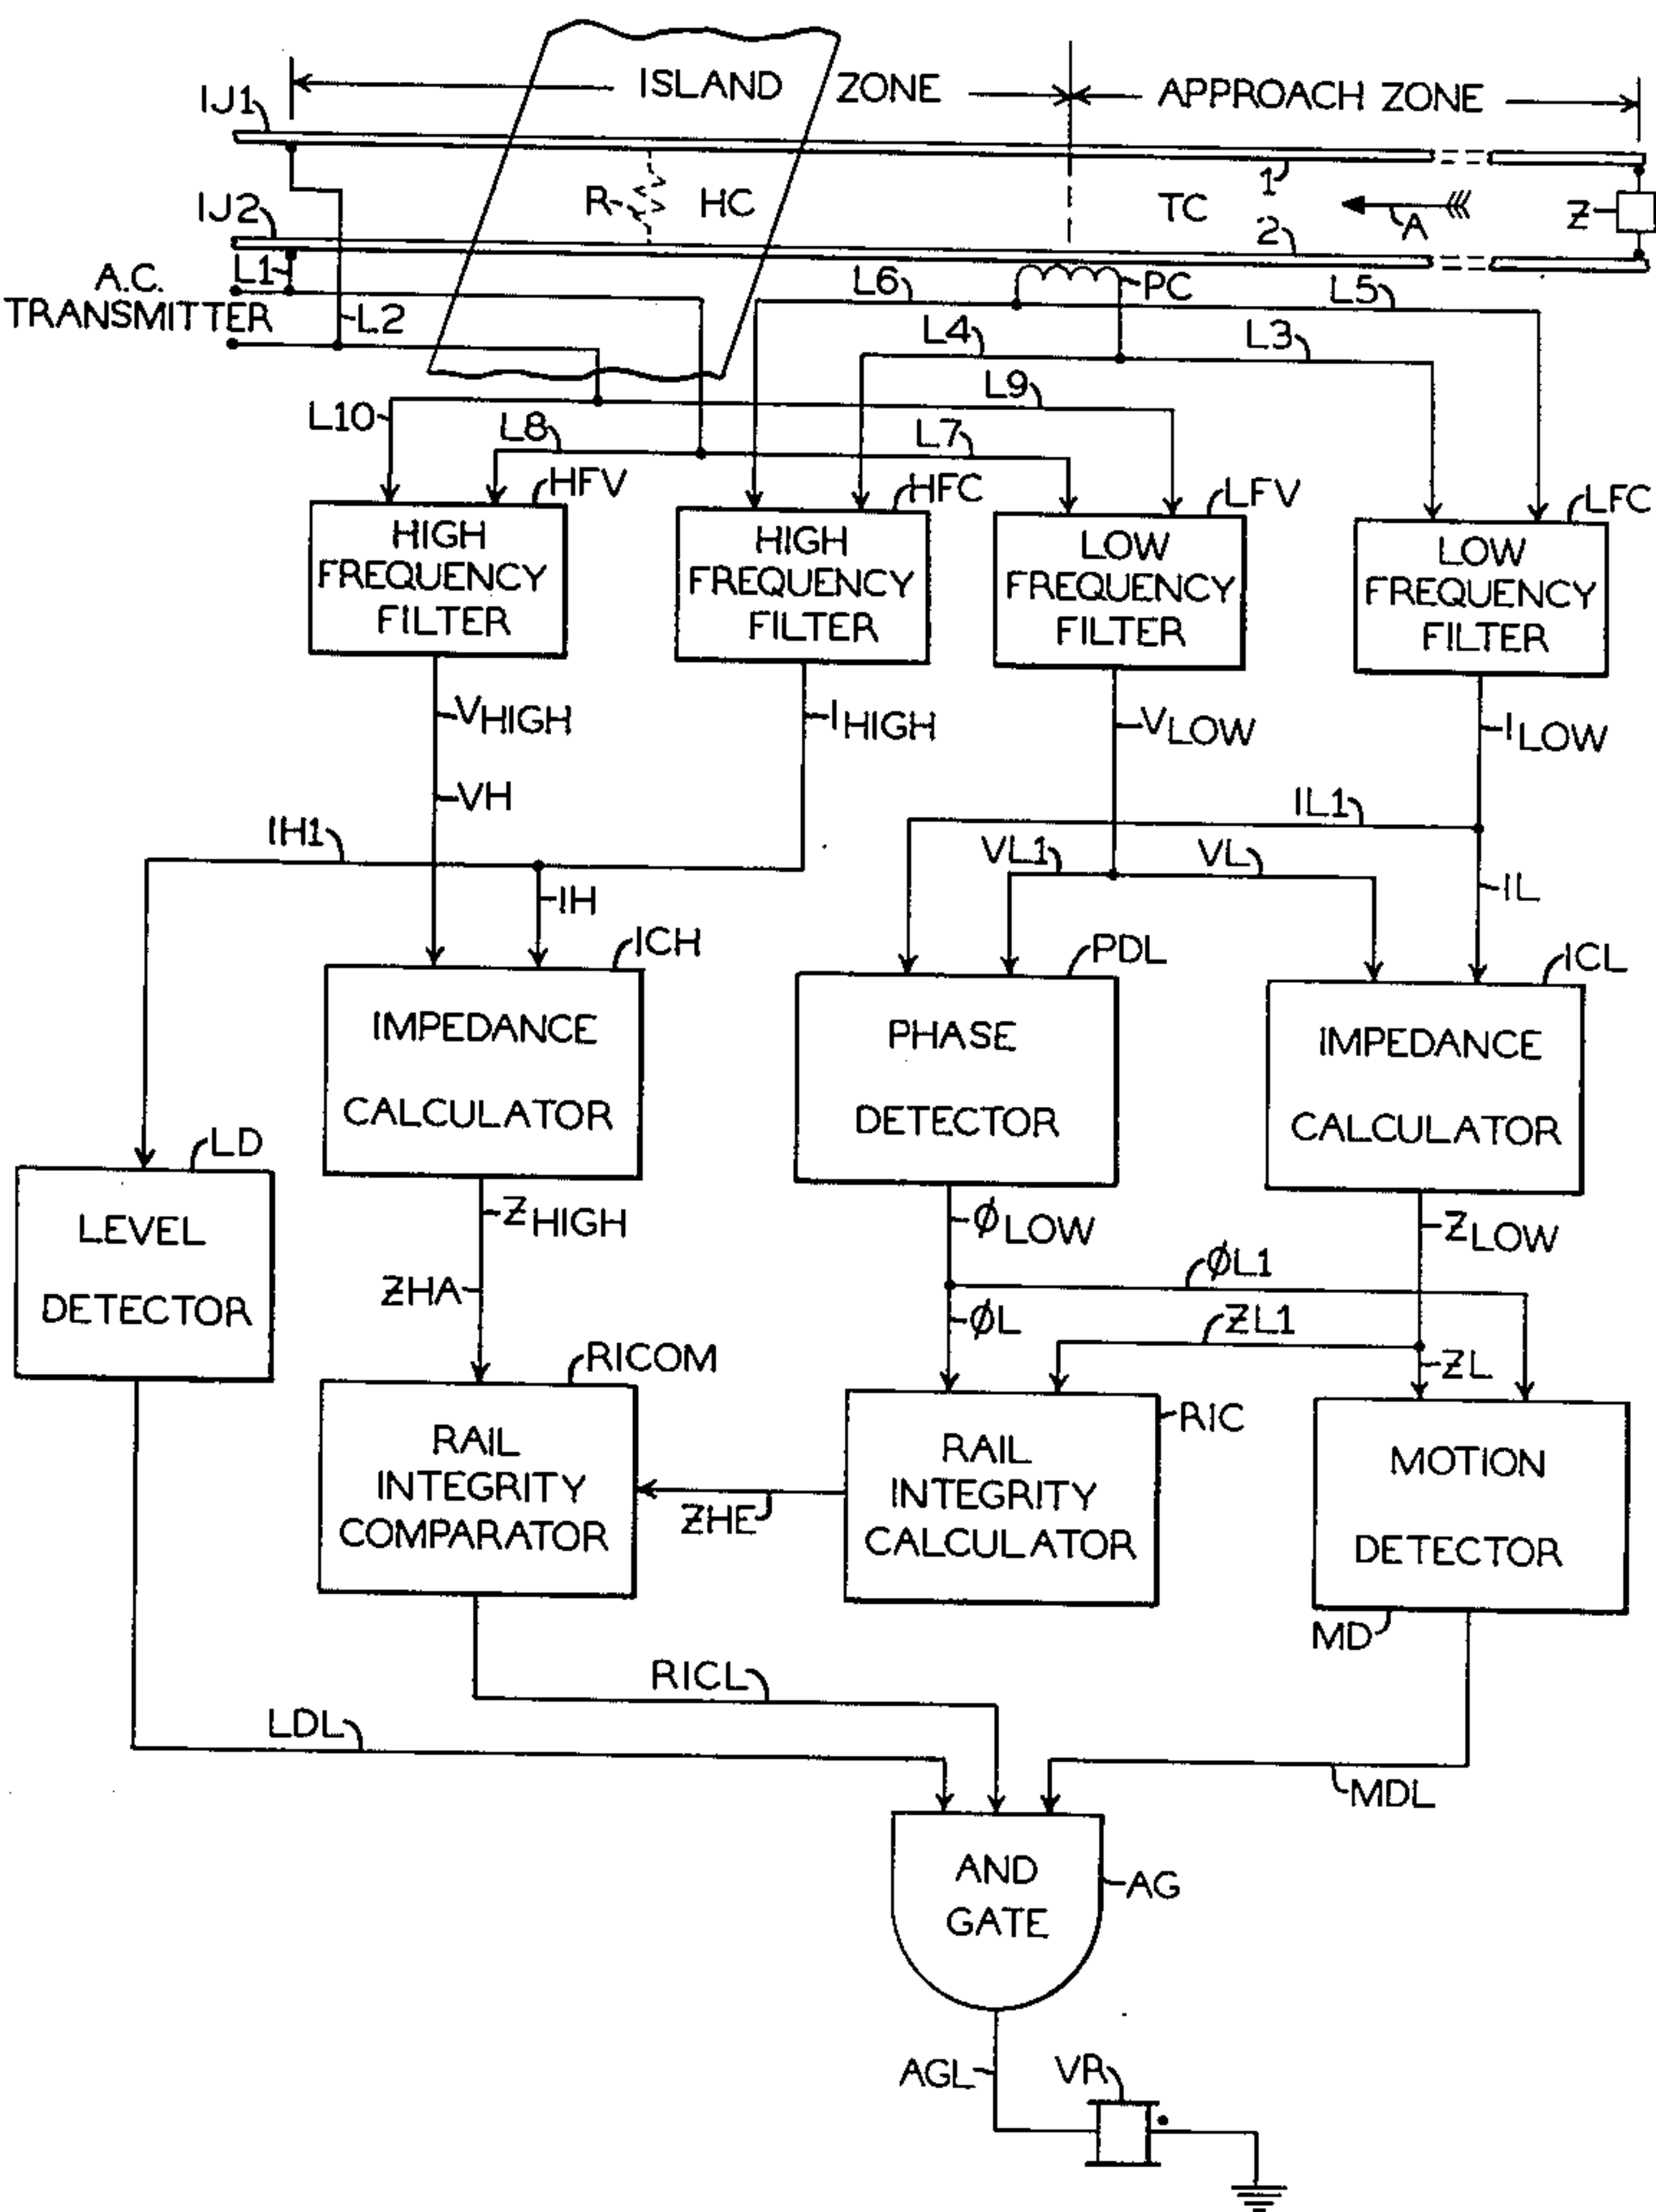 ISLAND ZONE
APPROACH ZONE
IJ1
1
R
HC
TC
A
Z
IJ2
2
L1
A.C.
TRANSMITTER
L2
L6
PC
L5
L4
L3
L9
L10
L8
L7
HFV
HFC
LFV
LFC
HIGH
FREQUENCY
FILTER
HIGH
FREQUENCY
FILTER
LOW
FREQUENCY
FILTER
LOW
FREQUENCY
FILTER
VHIGH
IHIGH
VLOW
ILOW
VH
IH1
IL1
VL1
VL
IH
IL
ICH
PDL
ICL
IMPEDANCE
CALCULATOR
PHASE
DETECTOR
IMPEDANCE
CALCULATOR
LD
LEVEL
DETECTOR
ZHIGH
ØLOW
ZLOW
ZHA
ØL1
ØL
ZL1
ZL
RICOM
RIC
RAIL
INTEGRITY
COMPARATOR
ZHE
RAIL
INTEGRITY
CALCULATOR
MOTION
DETECTOR
MD
RICL
LDL
MDL
AND
GATE
AG
AGL
VR